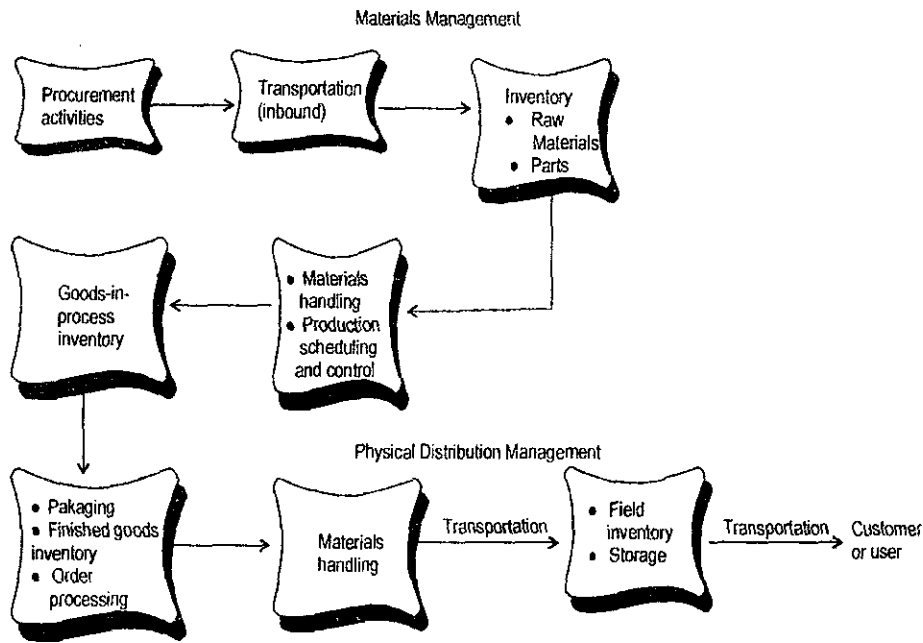 Materials Management
Procurement
activities
Transportation
(inbound)
Inventory
• Raw
Materials
• Parts
• Materials
handling
• Production
scheduling
and control
Goods-in-
process
inventory
Physical Distribution Management
• Pakaging
• Finished goods
inventory
• Order
processing
Materials
handling
Transportation
• Field
inventory
• Storage
Transportation
Customer
or user